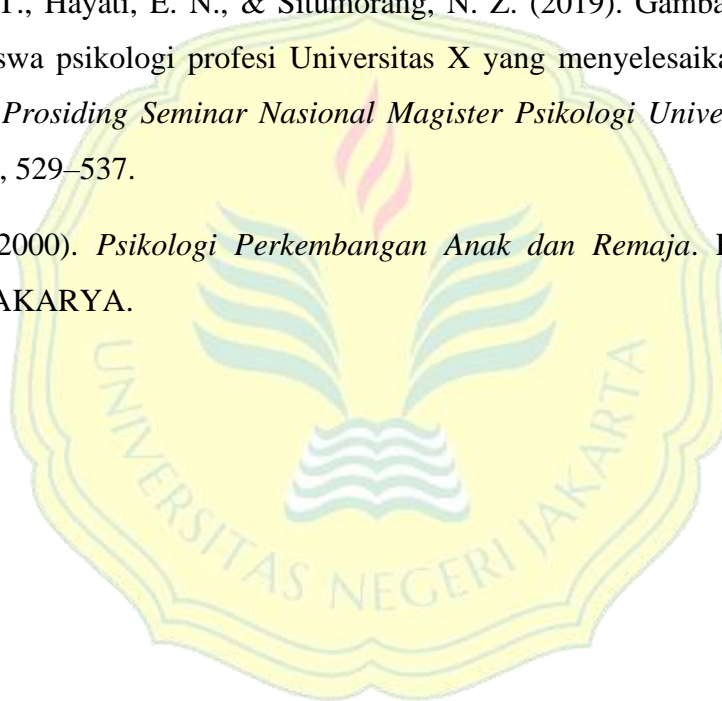 T., Hayati, E. N., & Situmorang, N. Z. (2019). Gamba
swa psikologi profesi Universitas X yang menyelesaika
Prosiding Seminar Nasional Magister Psikologi Unive
, 529–537.
2000). Psikologi Perkembangan Anak dan Remaja.
AKARYA.
UNIVERSITAS NEGERI JAKARTA